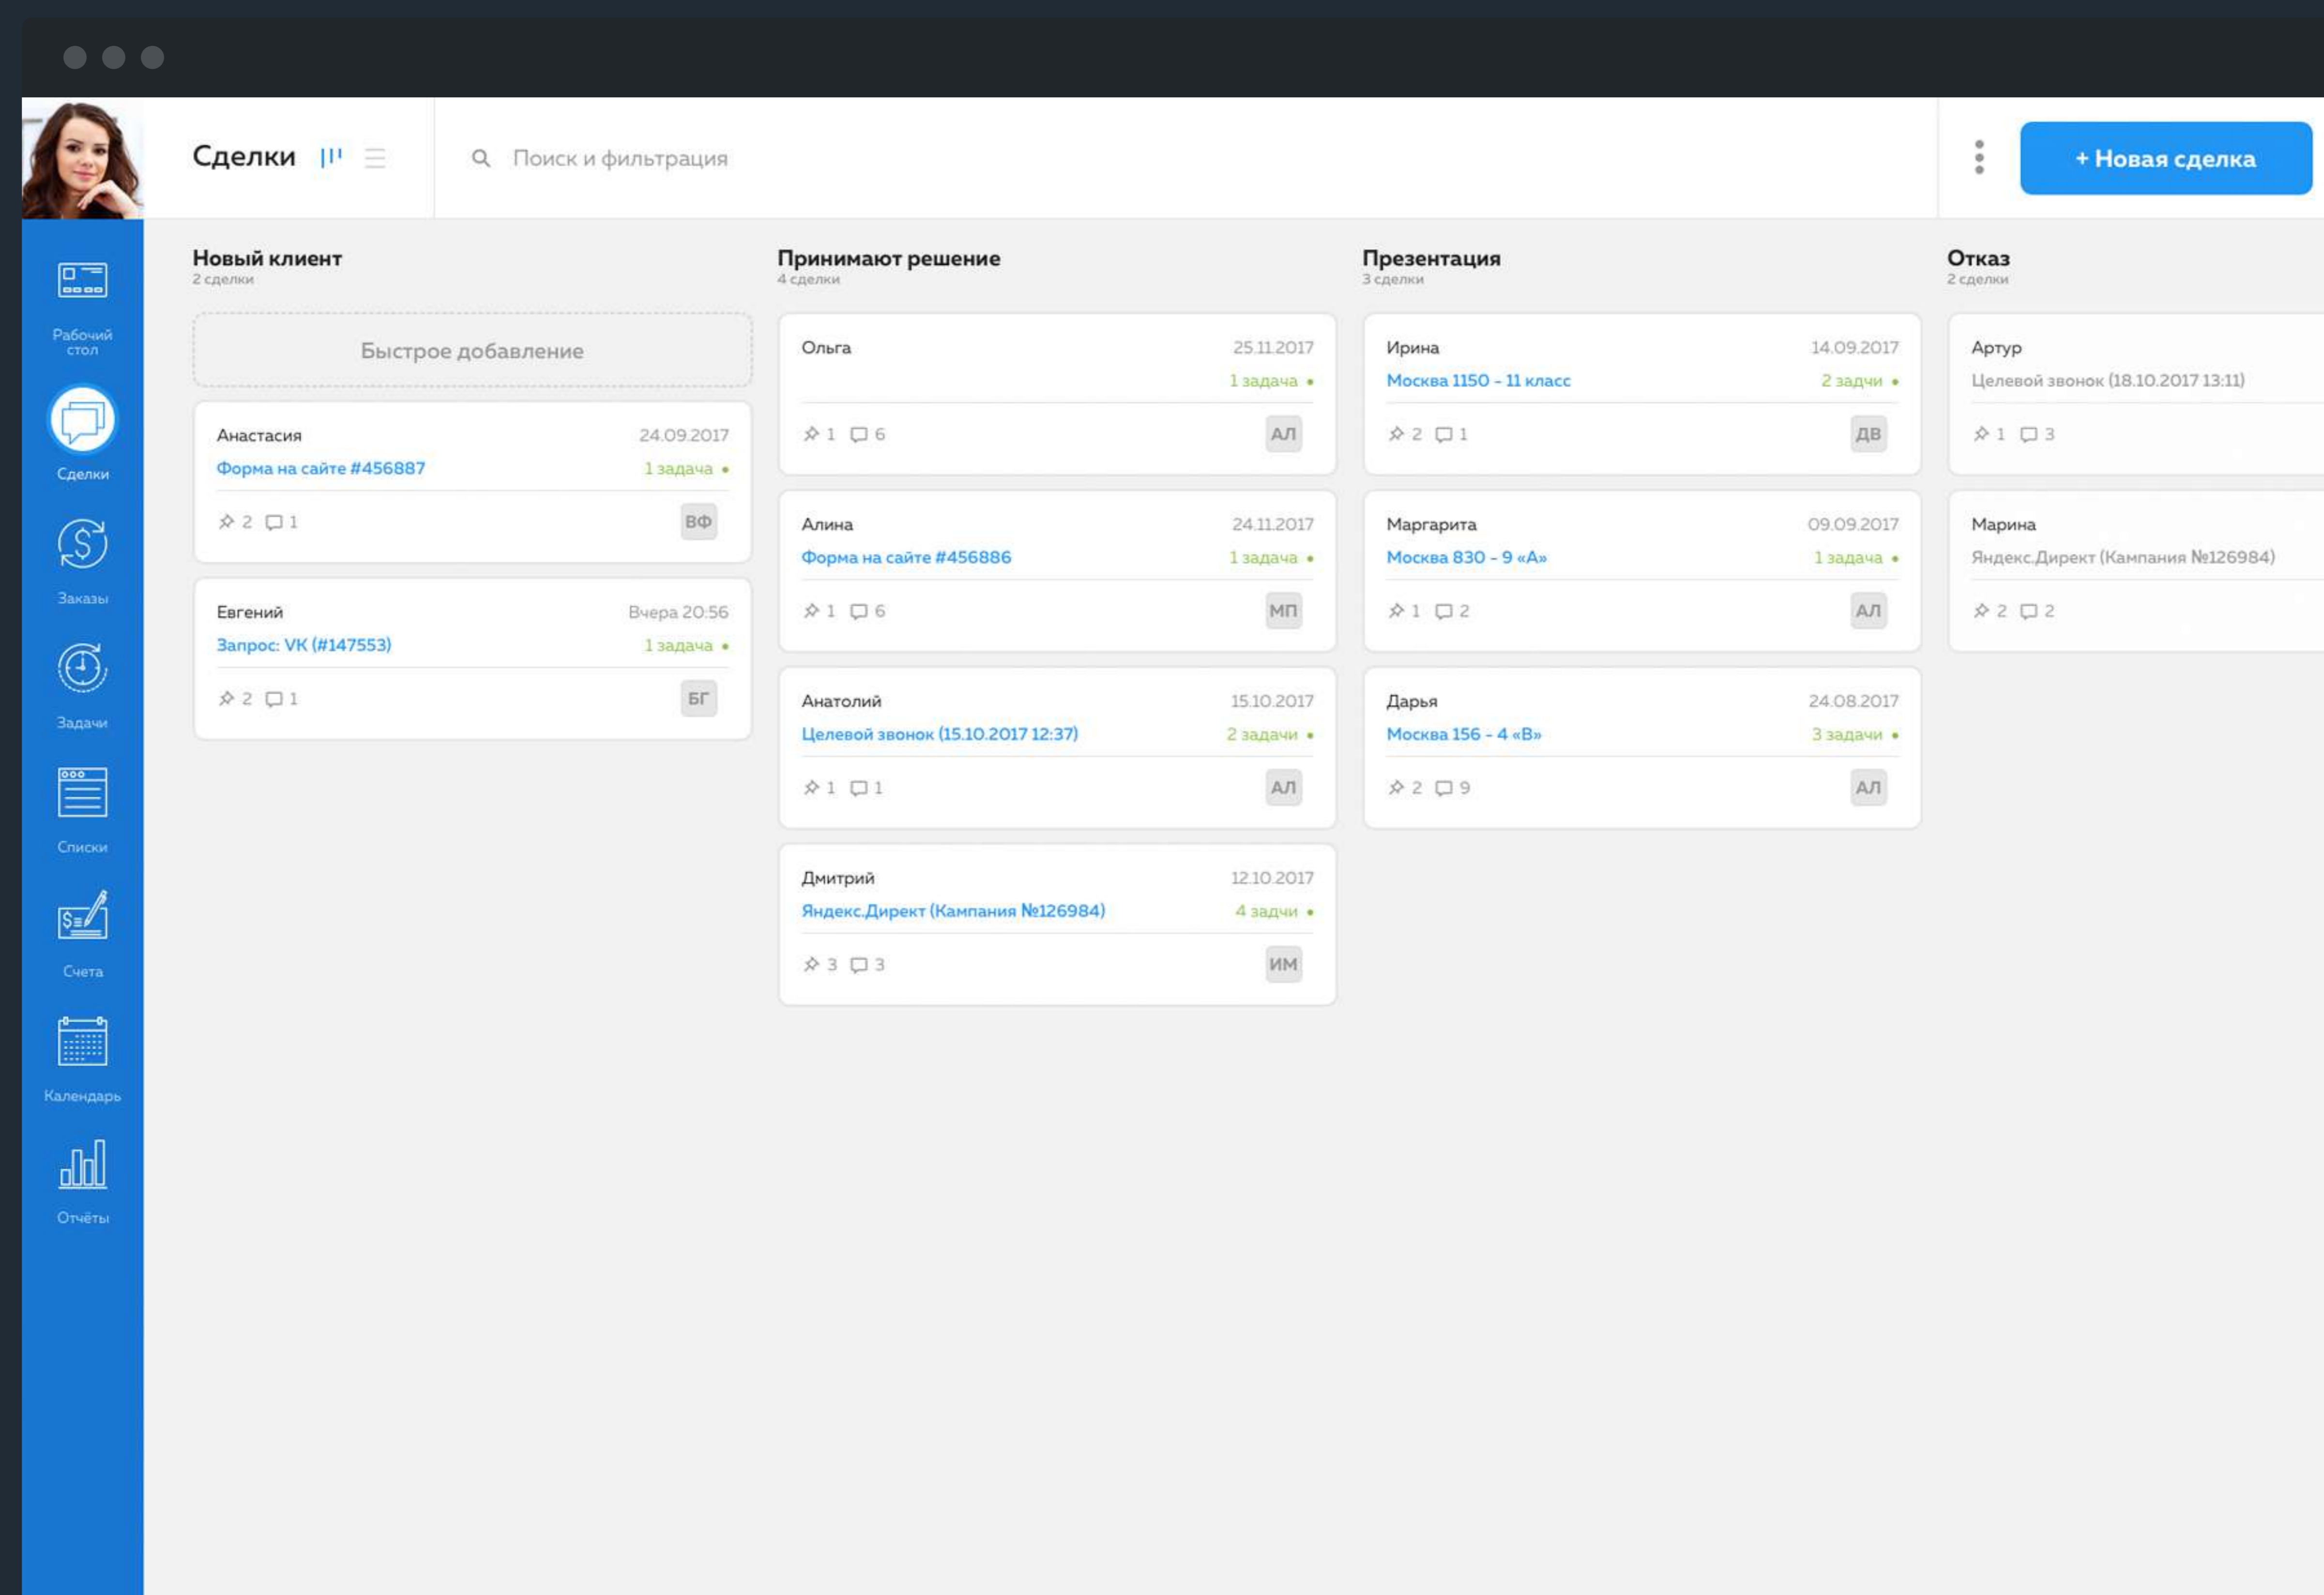 Сделки
Поиск и фильтрация
+ Новая сделка
Рабочий
стол
Сделки
Заказы
Задачи
Списки
Счета
Календарь
Отчёты
Новый клиент
2 сделки
Быстрое добавление
Анастасия 24.09.2017
Форма на сайте #456887 1 задача
2 1 ВФ
Евгений Вчера 20:56
Запрос: VK (#147553) 1 задача
2 1 БГ
Принимают решение
4 сделки
Ольга 25.11.2017
1 задача
1 6 АЛ
Алина 24.11.2017
Форма на сайте #456886 1 задача
1 6 МП
Анатолий 15.10.2017
Целевой звонок (15.10.2017 12:37) 2 задачи
1 1 АЛ
Дмитрий 12.10.2017
Яндекс.Директ (Кампания №126984) 4 задчи
3 3 ИМ
Презентация
3 сделки
Ирина 14.09.2017
Москва 1150 - 11 класс 2 задчи
2 1 ДВ
Маргарита 09.09.2017
Москва 830 - 9 «А» 1 задача
1 2 АЛ
Дарья 24.08.2017
Москва 156 - 4 «В» 3 задачи
2 9 АЛ
Отказ
2 сделки
Артур
Целевой звонок (18.10.2017 13:11)
1 3
Марина
Яндекс.Директ (Кампания №126984)
2 2